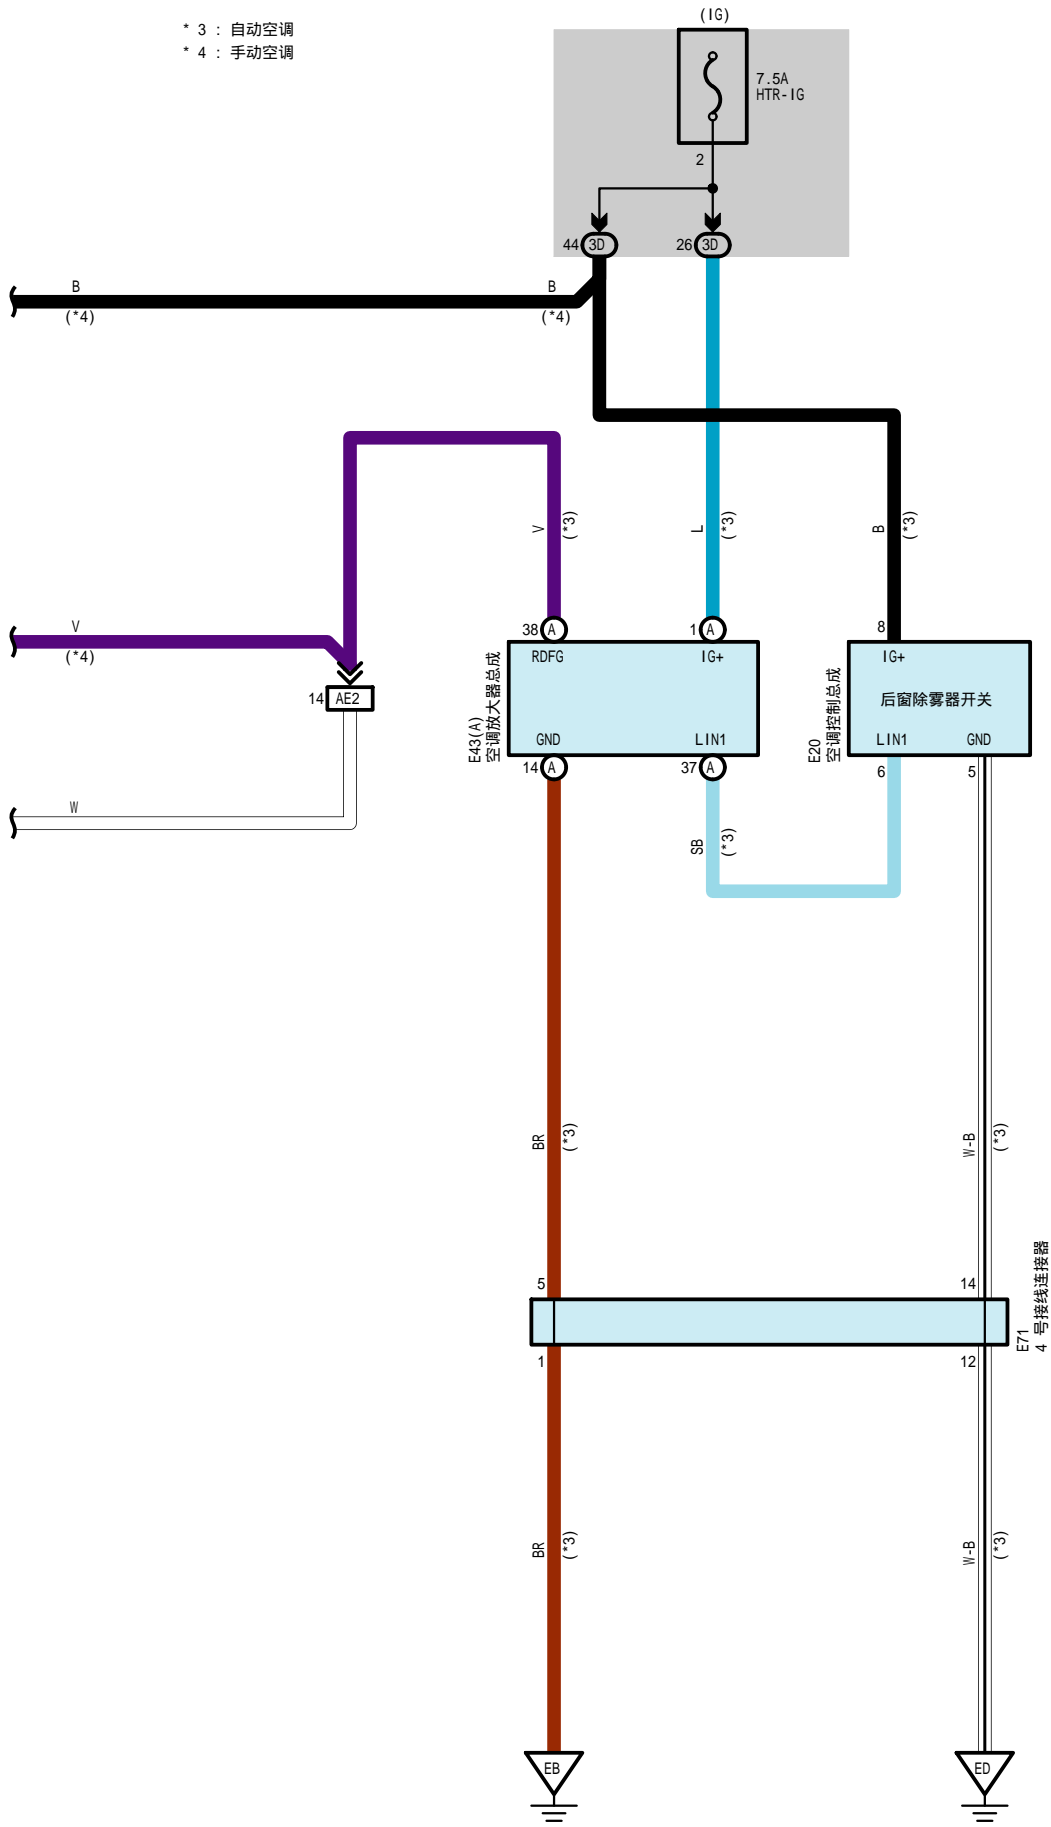 * 3 : 自动空调
* 4 : 手动空调
(IG)
7.5A
HTR-IG
2
44 3D
26 3D
B
(*4)
B
(*4)
V
(*3)
L
(*3)
B
(*3)
V
(*4)
14 AE2
W
38 A
1 A
8
RDFG
IG+
IG+
后窗除雾器开关
GND
LIN1
LIN1
GND
E43(A)
空调放大器总成
E20
空调控制总成
14 A
37 A
6
5
SB
(*3)
BR
(*3)
W-B
(*3)
5
14
1
12
E71
4 号接线连接器
BR
(*3)
W-B
(*3)
EB
ED